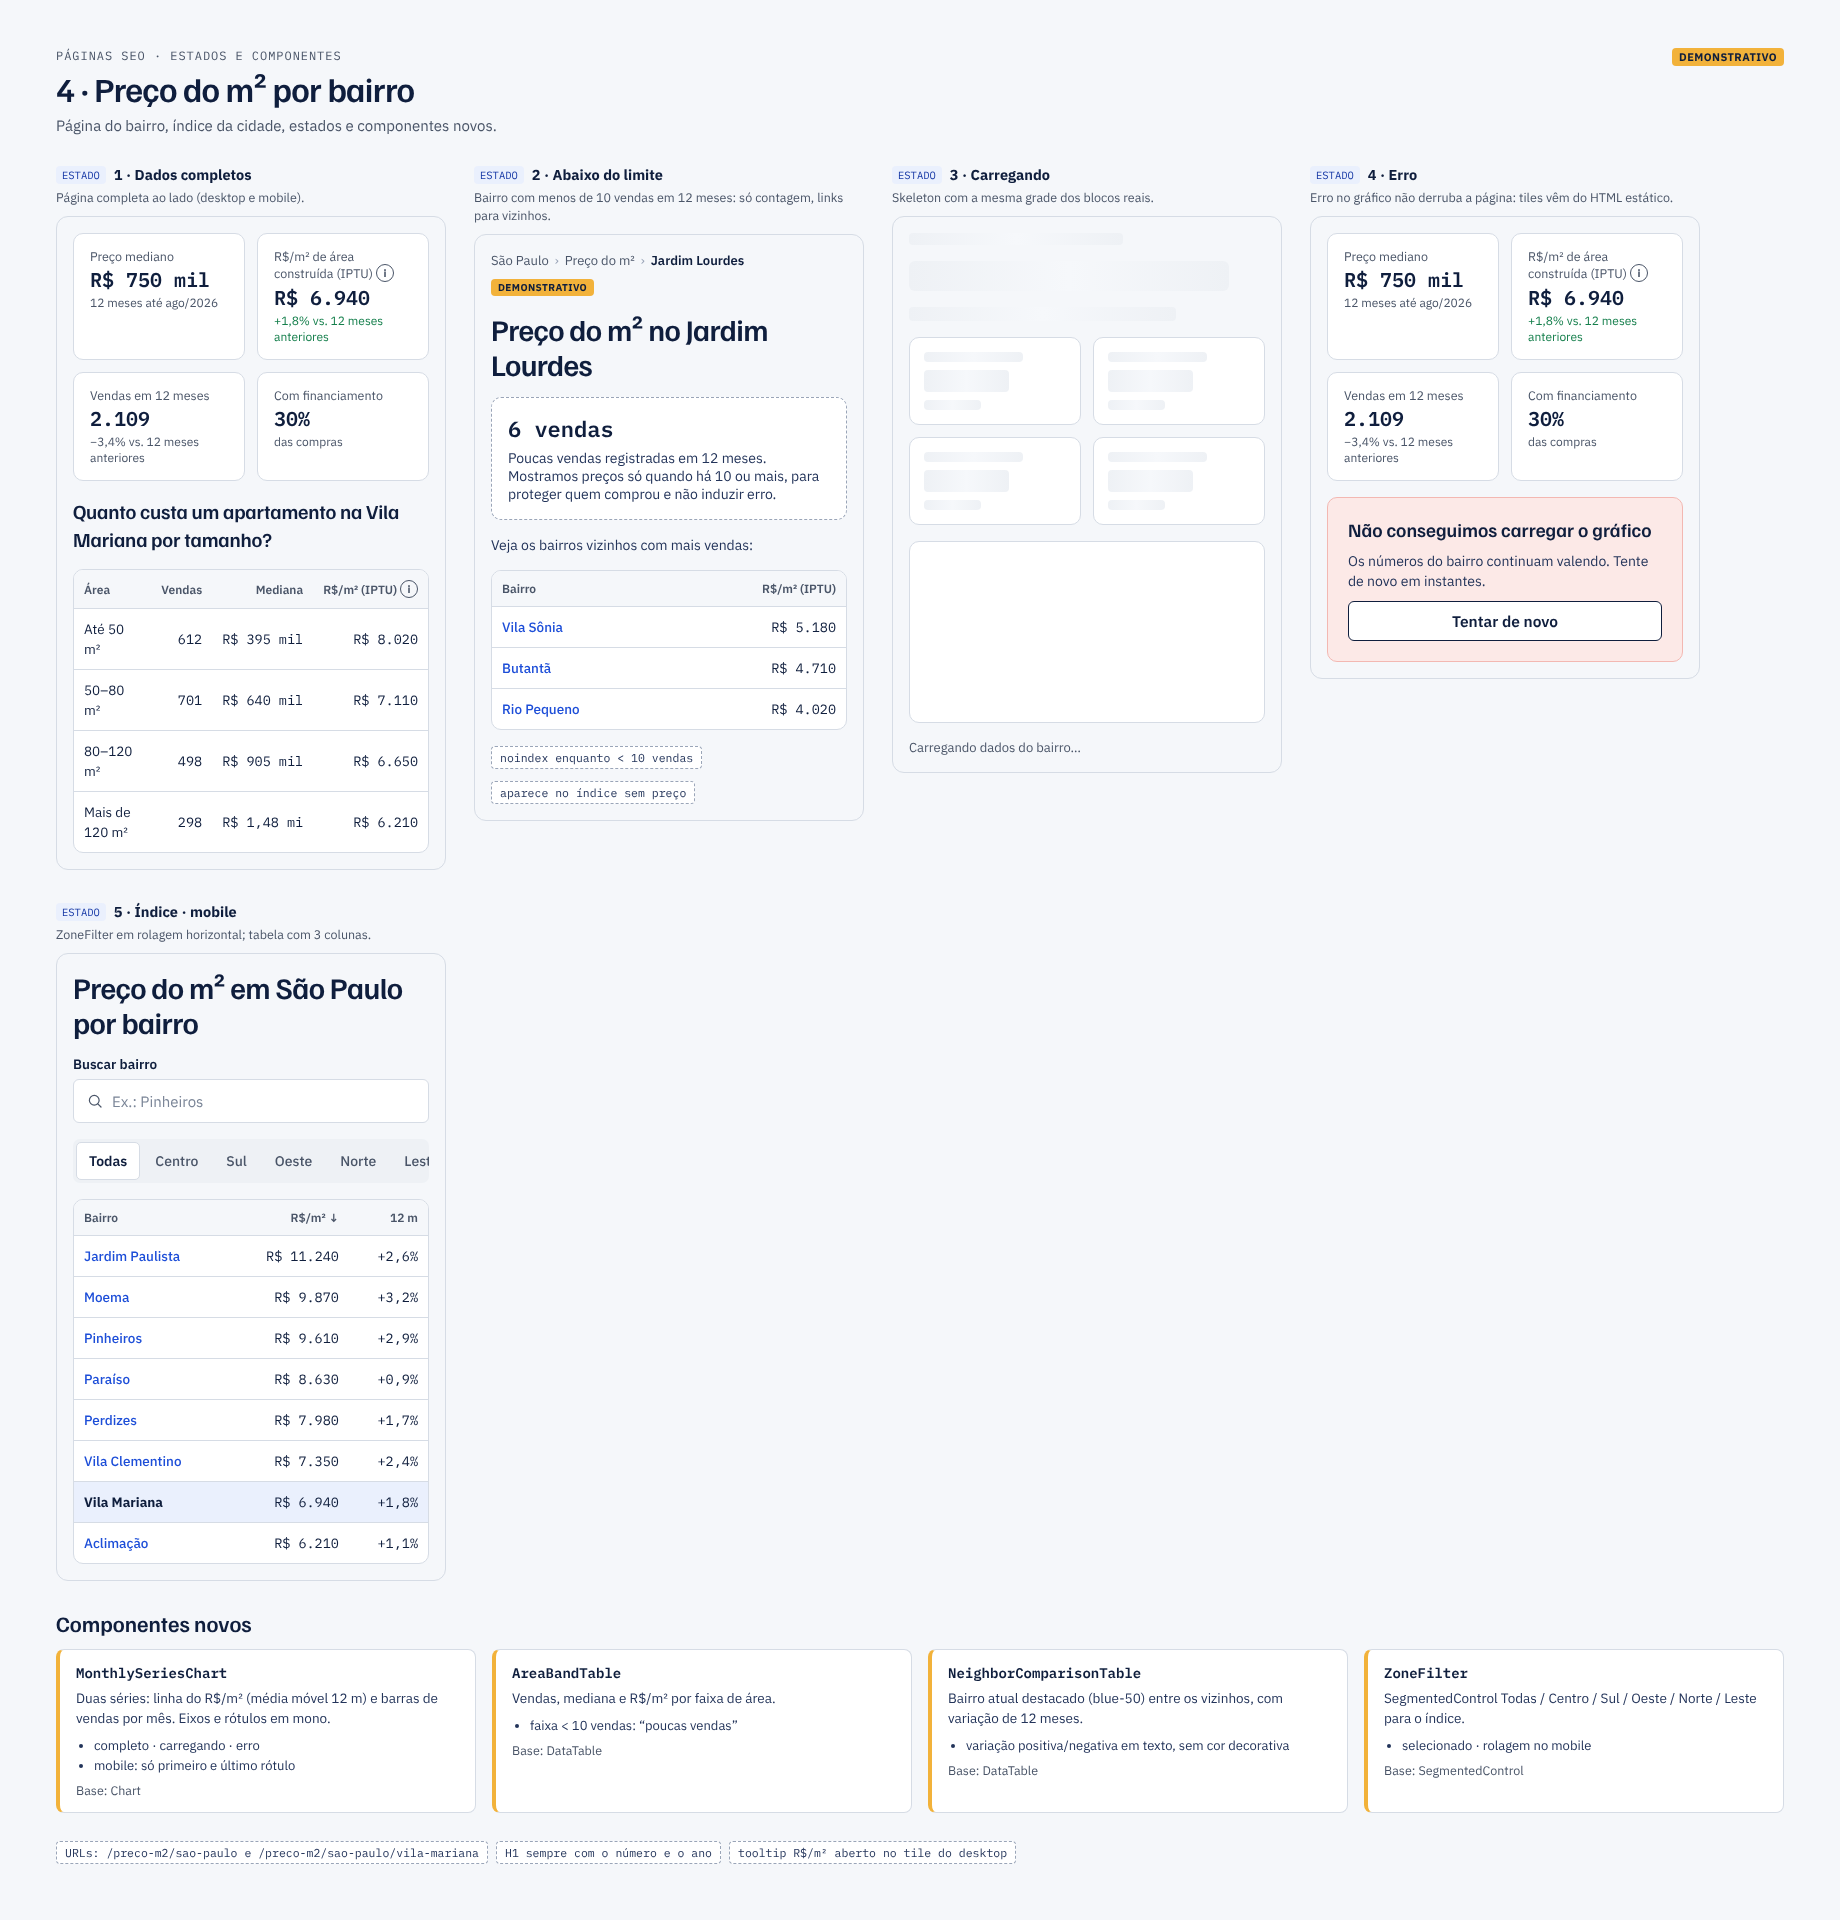 PÁGINAS SEO · ESTADOS E COMPONENTES
DEMONSTRATIVO
4 · Preço do m² por bairro
Página do bairro, índice da cidade, estados e componentes novos.
ESTADO 1 · Dados completos
Página completa ao lado (desktop e mobile).
Preço mediano
R$ 750 mil
12 meses até ago/2026
R$/m² de área
construída (IPTU) i
R$ 6.940
+1,8% vs. 12 meses
anteriores
Vendas em 12 meses
2.109
−3,4% vs. 12 meses
anteriores
Com financiamento
30%
das compras
Quanto custa um apartamento na Vila
Mariana por tamanho?
Área Vendas Mediana R$/m² (IPTU) i
Até 50
m²
612 R$ 395 mil R$ 8.020
50–80
m²
701 R$ 640 mil R$ 7.110
80–120
m²
498 R$ 905 mil R$ 6.650
Mais de
120 m²
298 R$ 1,48 mi R$ 6.210
ESTADO 2 · Abaixo do limite
Bairro com menos de 10 vendas em 12 meses: só contagem, links
para vizinhos.
São Paulo › Preço do m² › Jardim Lourdes
DEMONSTRATIVO
Preço do m² no Jardim
Lourdes
6 vendas
Poucas vendas registradas em 12 meses.
Mostramos preços só quando há 10 ou mais, para
proteger quem comprou e não induzir erro.
Veja os bairros vizinhos com mais vendas:
Bairro R$/m² (IPTU)
Vila Sônia R$ 5.180
Butantã R$ 4.710
Rio Pequeno R$ 4.020
noindex enquanto < 10 vendas
aparece no índice sem preço
ESTADO 3 · Carregando
Skeleton com a mesma grade dos blocos reais.
Carregando dados do bairro…
ESTADO 4 · Erro
Erro no gráfico não derruba a página: tiles vêm do HTML estático.
Preço mediano
R$ 750 mil
12 meses até ago/2026
R$/m² de área
construída (IPTU) i
R$ 6.940
+1,8% vs. 12 meses
anteriores
Vendas em 12 meses
2.109
−3,4% vs. 12 meses
anteriores
Com financiamento
30%
das compras
Não conseguimos carregar o gráfico
Os números do bairro continuam valendo. Tente
de novo em instantes.
Tentar de novo
ESTADO 5 · Índice · mobile
ZoneFilter em rolagem horizontal; tabela com 3 colunas.
Preço do m² em São Paulo
por bairro
Buscar bairro
Ex.: Pinheiros
Todas Centro Sul Oeste Norte Lest
Bairro R$/m² ↓ 12 m
Jardim Paulista R$ 11.240 +2,6%
Moema R$ 9.870 +3,2%
Pinheiros R$ 9.610 +2,9%
Paraíso R$ 8.630 +0,9%
Perdizes R$ 7.980 +1,7%
Vila Clementino R$ 7.350 +2,4%
Vila Mariana R$ 6.940 +1,8%
Aclimação R$ 6.210 +1,1%
Componentes novos
MonthlySeriesChart
Duas séries: linha do R$/m² (média móvel 12 m) e barras de
vendas por mês. Eixos e rótulos em mono.
• completo · carregando · erro
• mobile: só primeiro e último rótulo
Base: Chart
AreaBandTable
Vendas, mediana e R$/m² por faixa de área.
• faixa < 10 vendas: “poucas vendas”
Base: DataTable
NeighborComparisonTable
Bairro atual destacado (blue-50) entre os vizinhos, com
variação de 12 meses.
• variação positiva/negativa em texto, sem cor decorativa
Base: DataTable
ZoneFilter
SegmentedControl Todas / Centro / Sul / Oeste / Norte / Leste
para o índice.
• selecionado · rolagem no mobile
Base: SegmentedControl
URLs: /preco-m2/sao-paulo e /preco-m2/sao-paulo/vila-mariana
H1 sempre com o número e o ano
tooltip R$/m² aberto no tile do desktop